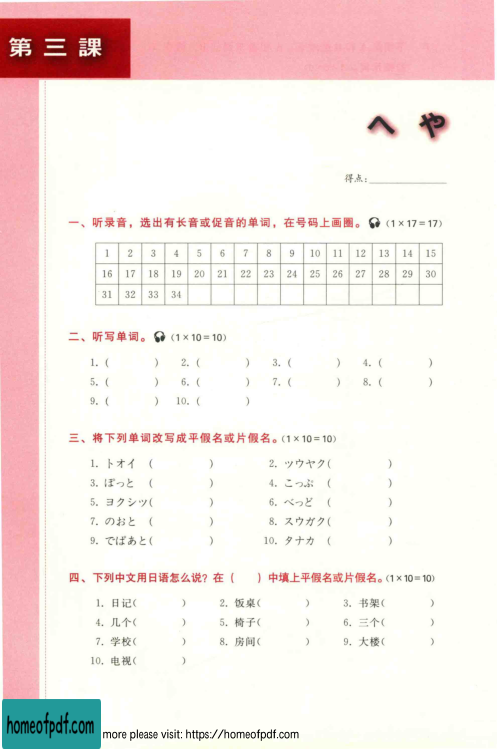 第三課
へや
得点：
一、听录音，选出有长音或促音的单词，在号码上画圈。(1×17=17)
1 2 3 4 5 6 7 8 9 10 11 12 13 14 15
16 17 18 19 20 21 22 23 24 25 26 27 28 29 30
31 32 33 34
二、听写单词。(1×10=10)
1. ( ) 2. ( ) 3. ( ) 4. ( )
5. ( ) 6. ( ) 7. ( ) 8. ( )
9. ( ) 10. ( )
三、将下列单词改写成平假名或片假名。(1×10=10)
1. トオイ ( ) 2. ツウヤク( )
3. ぽっと ( ) 4. こっぷ ( )
5. ヨクシツ( ) 6. べっど ( )
7. のおと ( ) 8. スウガク( )
9. でぱあと( ) 10. タナカ ( )
四、下列中文用日语怎么说？在（ ）中填上平假名或片假名。(1×10=10)
1. 日记( ) 2. 饭桌( ) 3. 书架( )
4. 几个( ) 5. 椅子( ) 6. 三个( )
7. 学校( ) 8. 房间( ) 9. 大楼( )
10. 电视( )
homeofpdf.com more please visit: https://homeofpdf.com